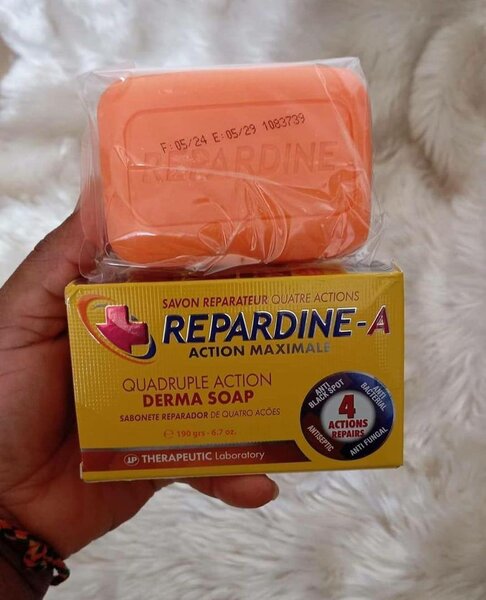 F:05/24 E:05/29 1083739
REPARDINE
SAVON REPARATEUR QUATRE ACTIONS
REPARDINE-A
ACTION MAXIMALE
QUADRUPLE ACTION
DERMA SOAP
SABONETE REPARADOR DE QUATRO AÇÕES
℮ 190 grs - 6.7 oz.
ANTI BLACK SPOT
ANTI BACTERIAL
ANTISEPTIC
ANTI FUNGAL
4
ACTIONS
REPAIRS
THERAPEUTIC Laboratory